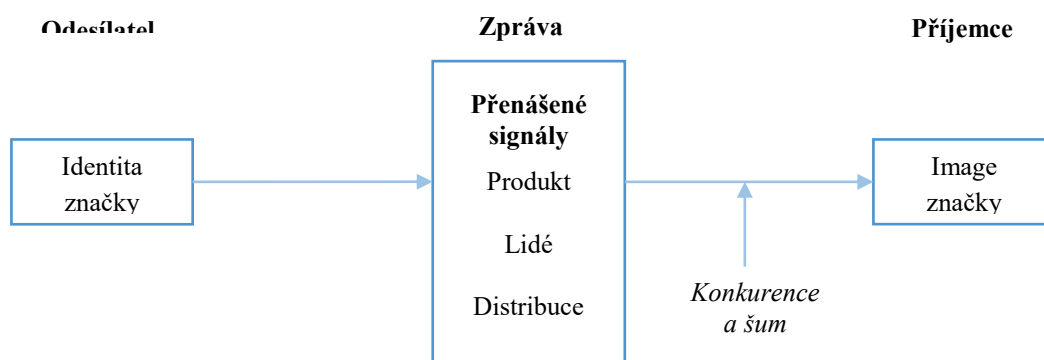 Odesílatel
Zpráva
Příjemce
Přenášené
signály
Identita
značky
Produkt
Lidé
Distribuce
Image
značky
Konkurence
a šum